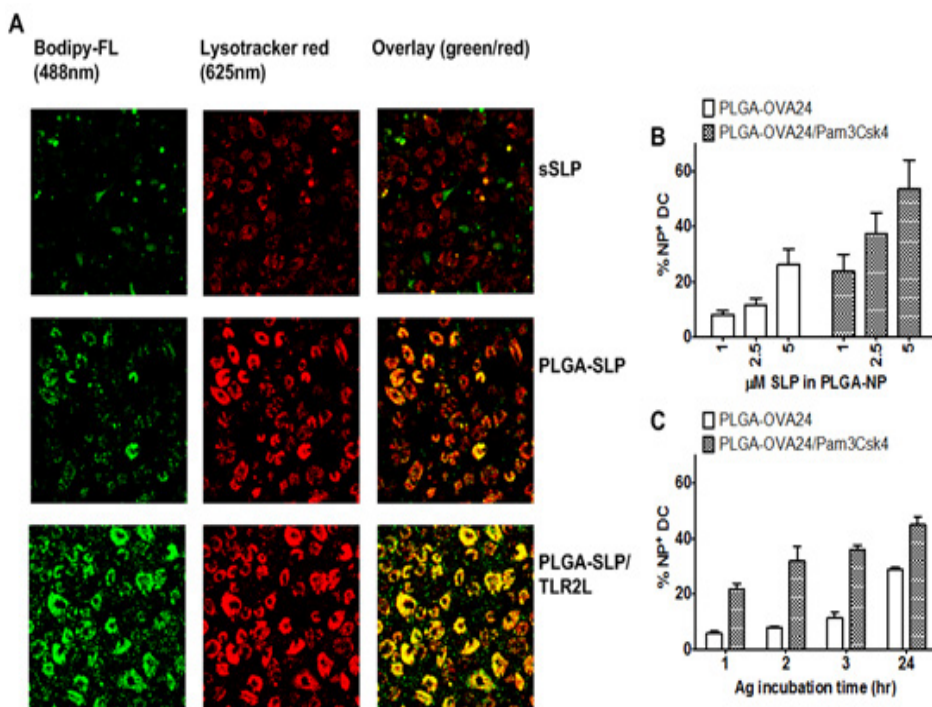 A
Bodipy-FL
(488nm)
Lysotracker red
(625nm)
Overlay (green/red)
sSLP
PLGA-SLP
PLGA-SLP/
TLR2L
B
PLGA-OVA24
PLGA-OVA24/Pam3Csk4
% NP⁺ DC
60
40
20
0
1 2.5 5 1 2.5 5
µM SLP in PLGA-NP
C
PLGA-OVA24
PLGA-OVA24/Pam3Csk4
% NP⁺ DC
60
40
20
0
1 2 3 24
Ag incubation time (hr)